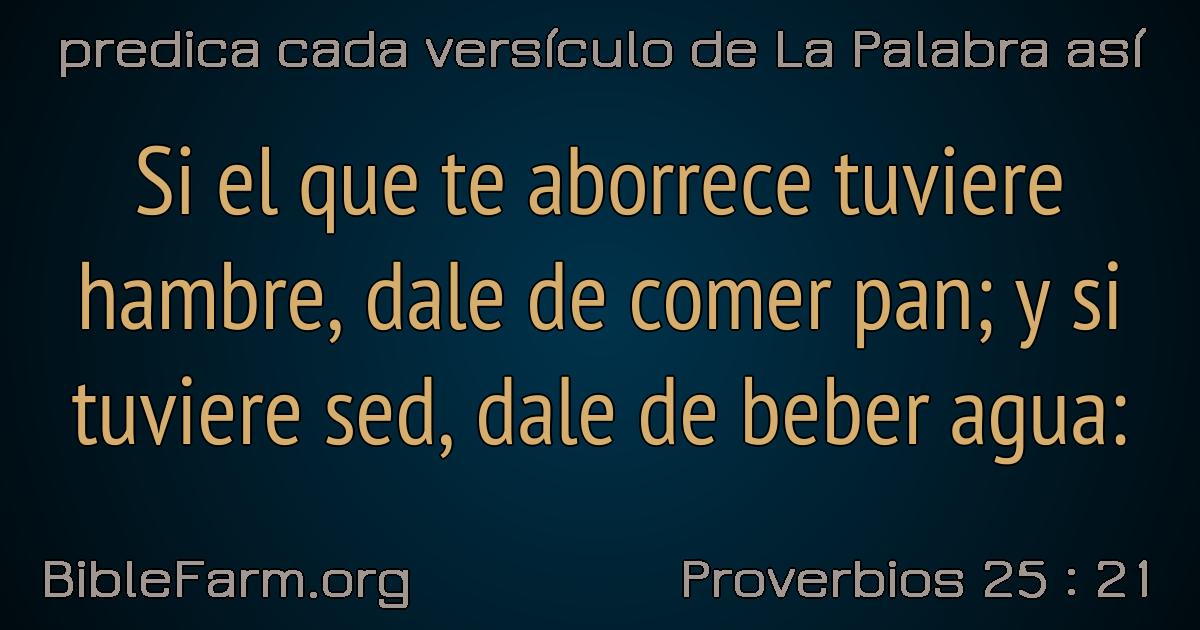 predica cada versículo de La Palabra así
Si el que te aborrece tuviere
hambre, dale de comer pan; y si
tuviere sed, dale de beber agua:
BibleFarm.org
Proverbios 25 : 21